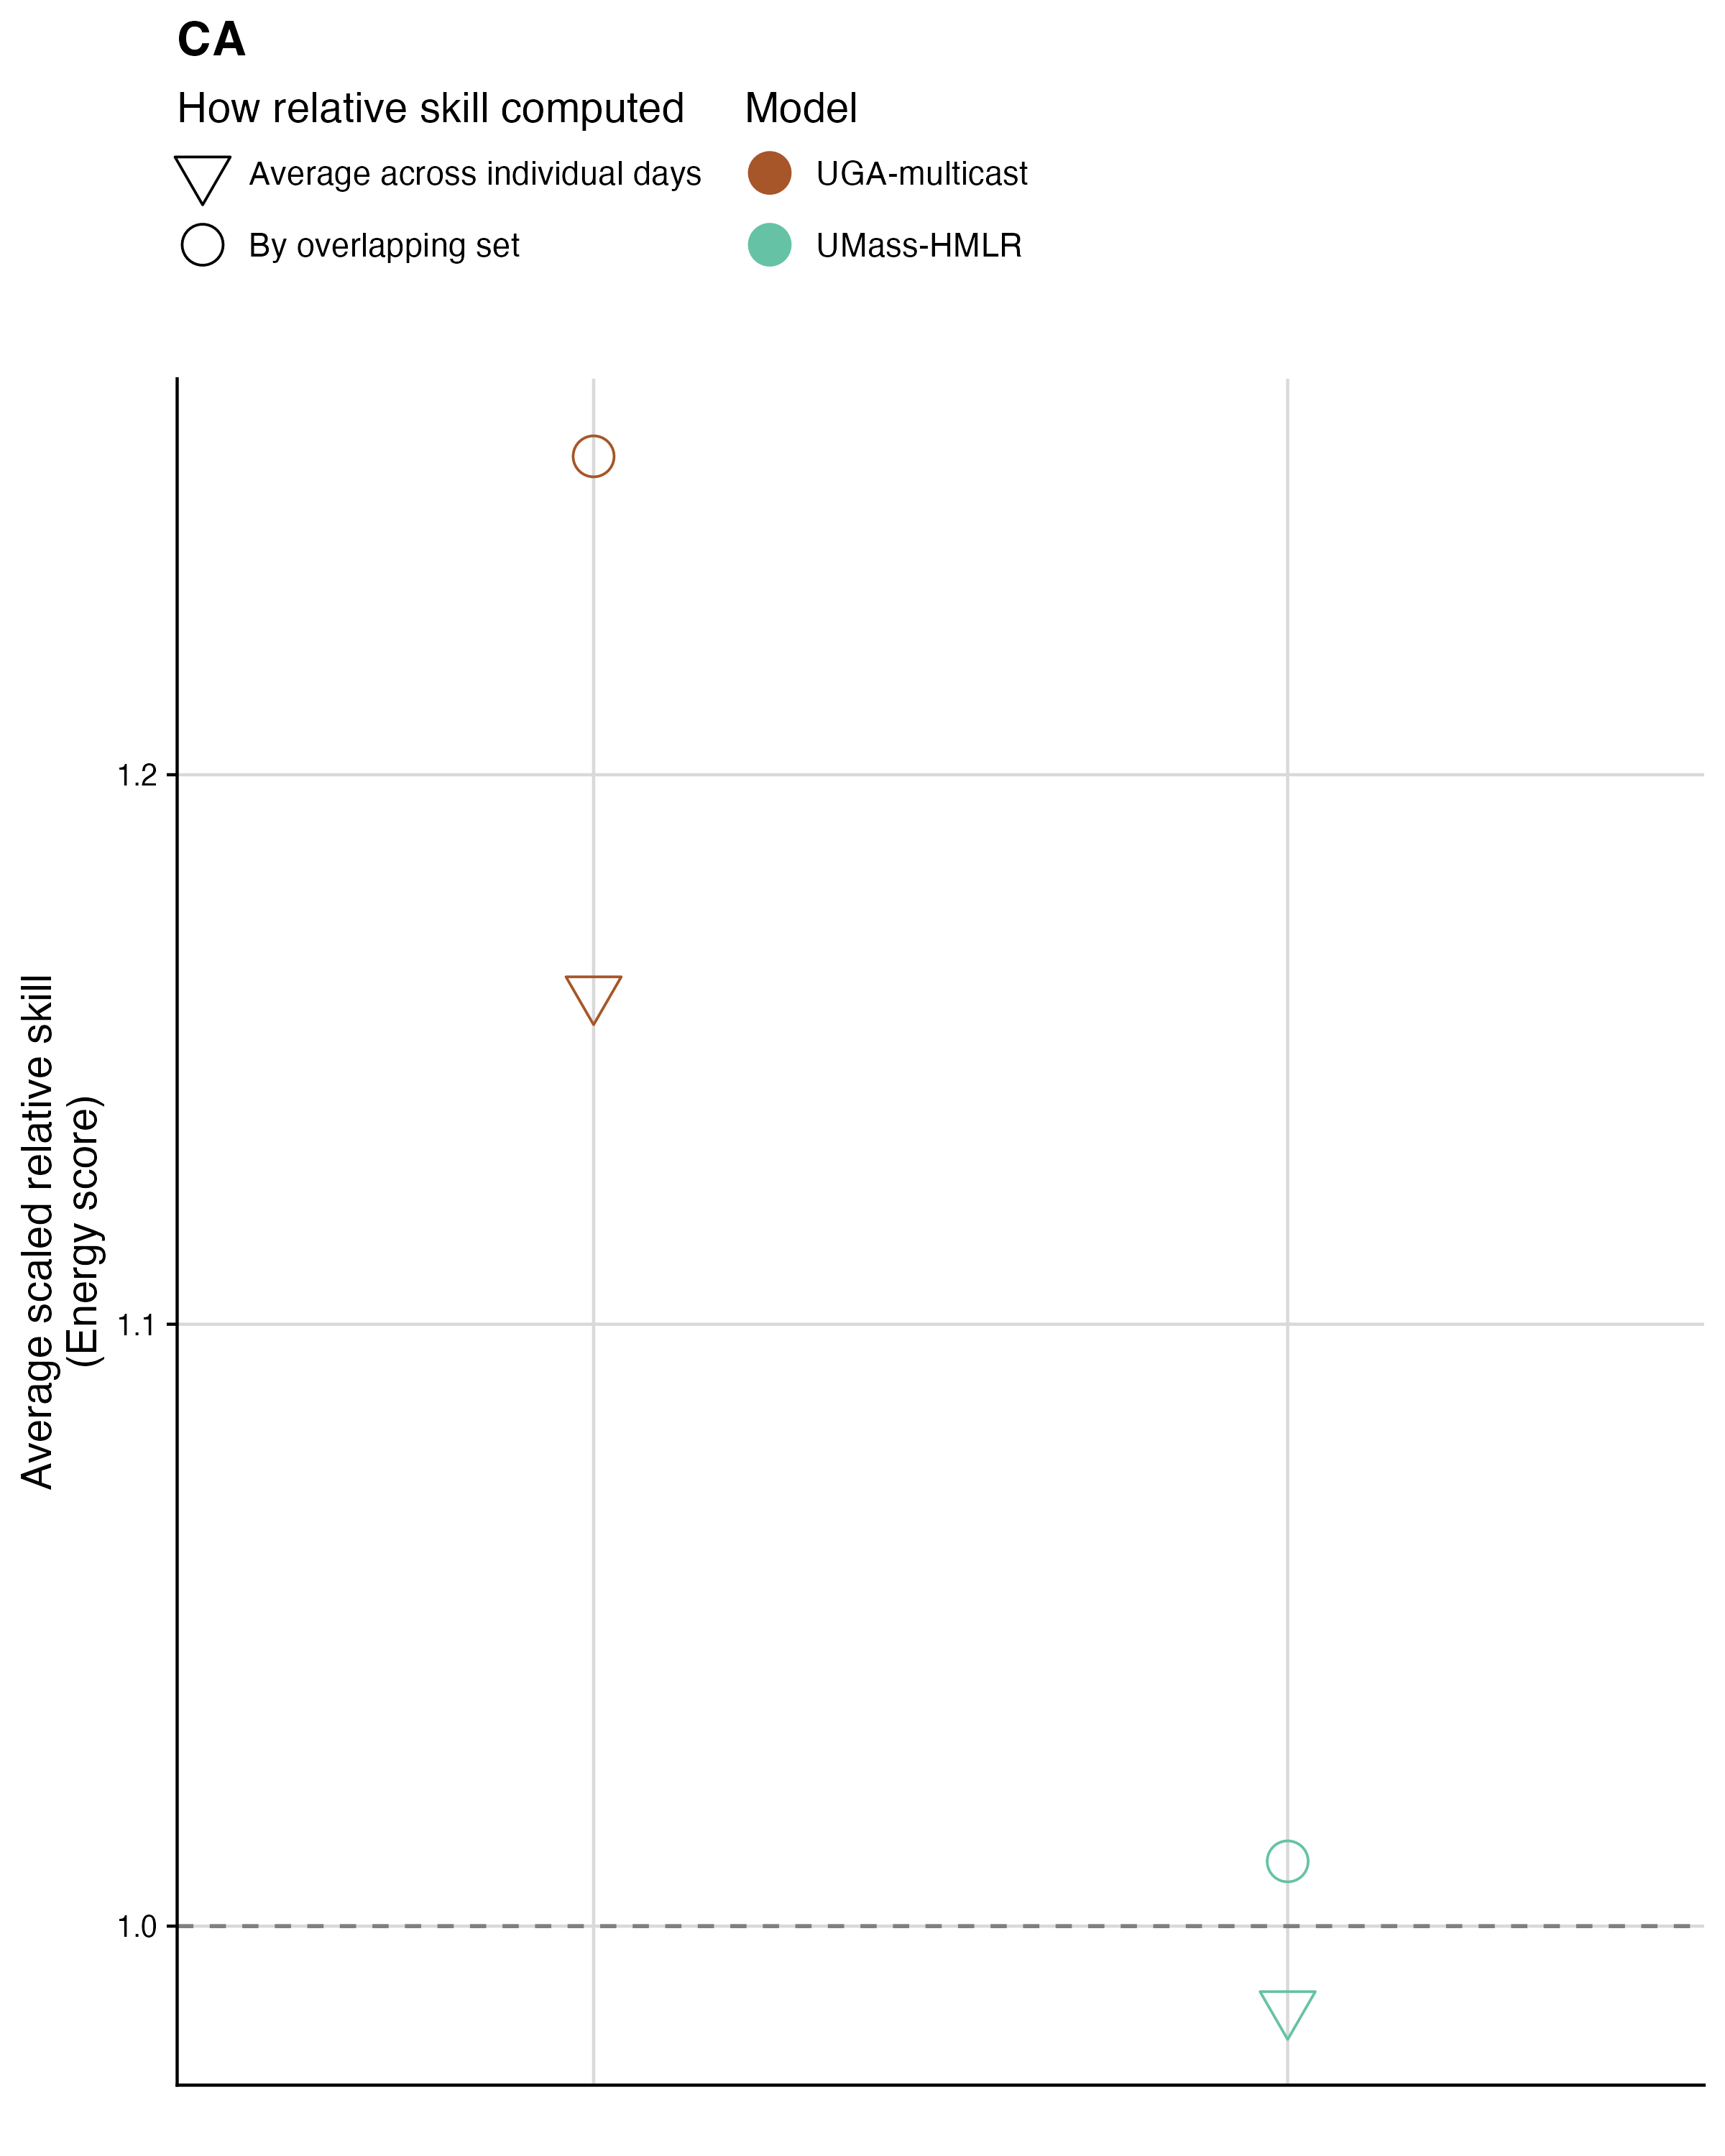 CA
How relative skill computed
Average across individual days
By overlapping set
Model
UGA-multicast
UMass-HMLR
1.2
1.1
1.0
Average scaled relative skill
(Energy score)